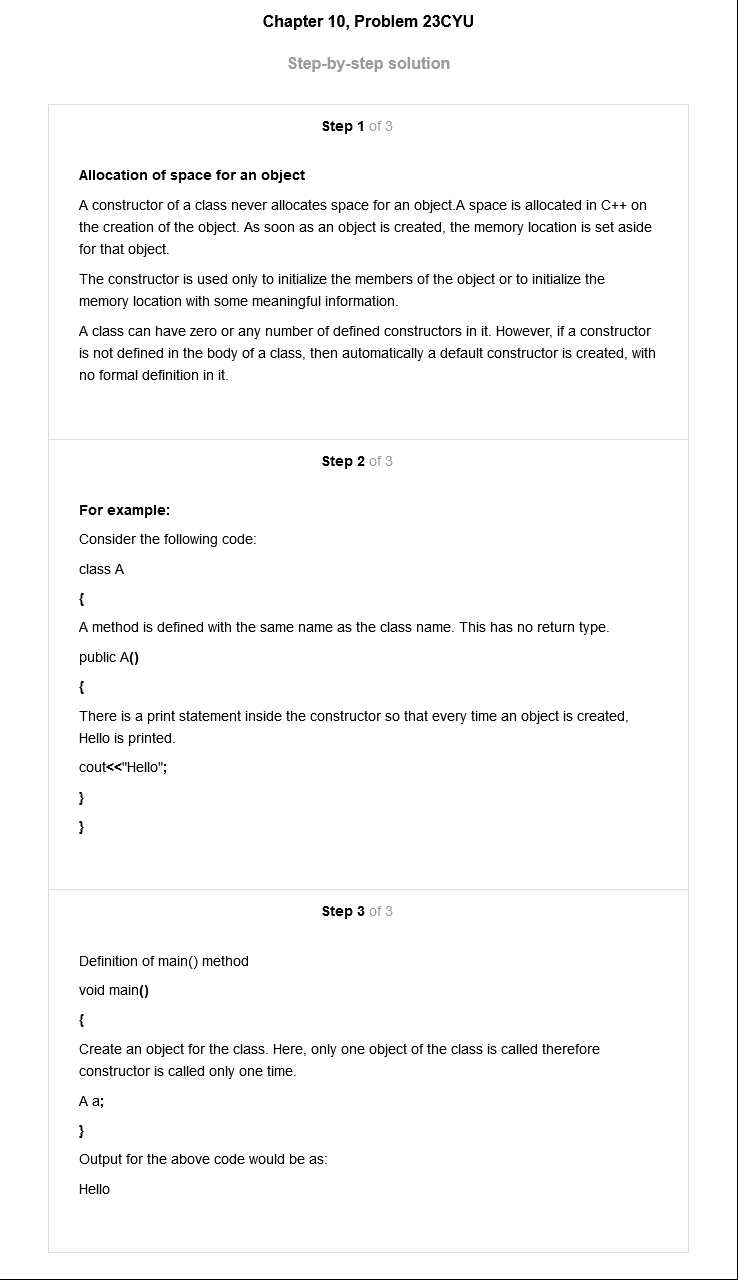 Chapter 10, Problem 23CYU
Step-by-step solution
Step 1 of 3
Allocation of space for an object
A constructor of a class never allocates space for an object.A space is allocated in C++ on
the creation of the object. As soon as an object is created, the memory location is set aside
for that object.
The constructor is used only to initialize the members of the object or to initialize the
memory location with some meaningful information.
A class can have zero or any number of defined constructors in it. However, if a constructor
is not defined in the body of a class, then automatically a default constructor is created, with
no formal definition in it.
Step 2 of 3
For example:
Consider the following code:
class A
{
A method is defined with the same name as the class name. This has no return type.
public A()
{
There is a print statement inside the constructor so that every time an object is created,
Hello is printed.
cout<<"Hello";
}
}
Step 3 of 3
Definition of main() method
void main()
{
Create an object for the class. Here, only one object of the class is called therefore
constructor is called only one time.
A a;
}
Output for the above code would be as:
Hello